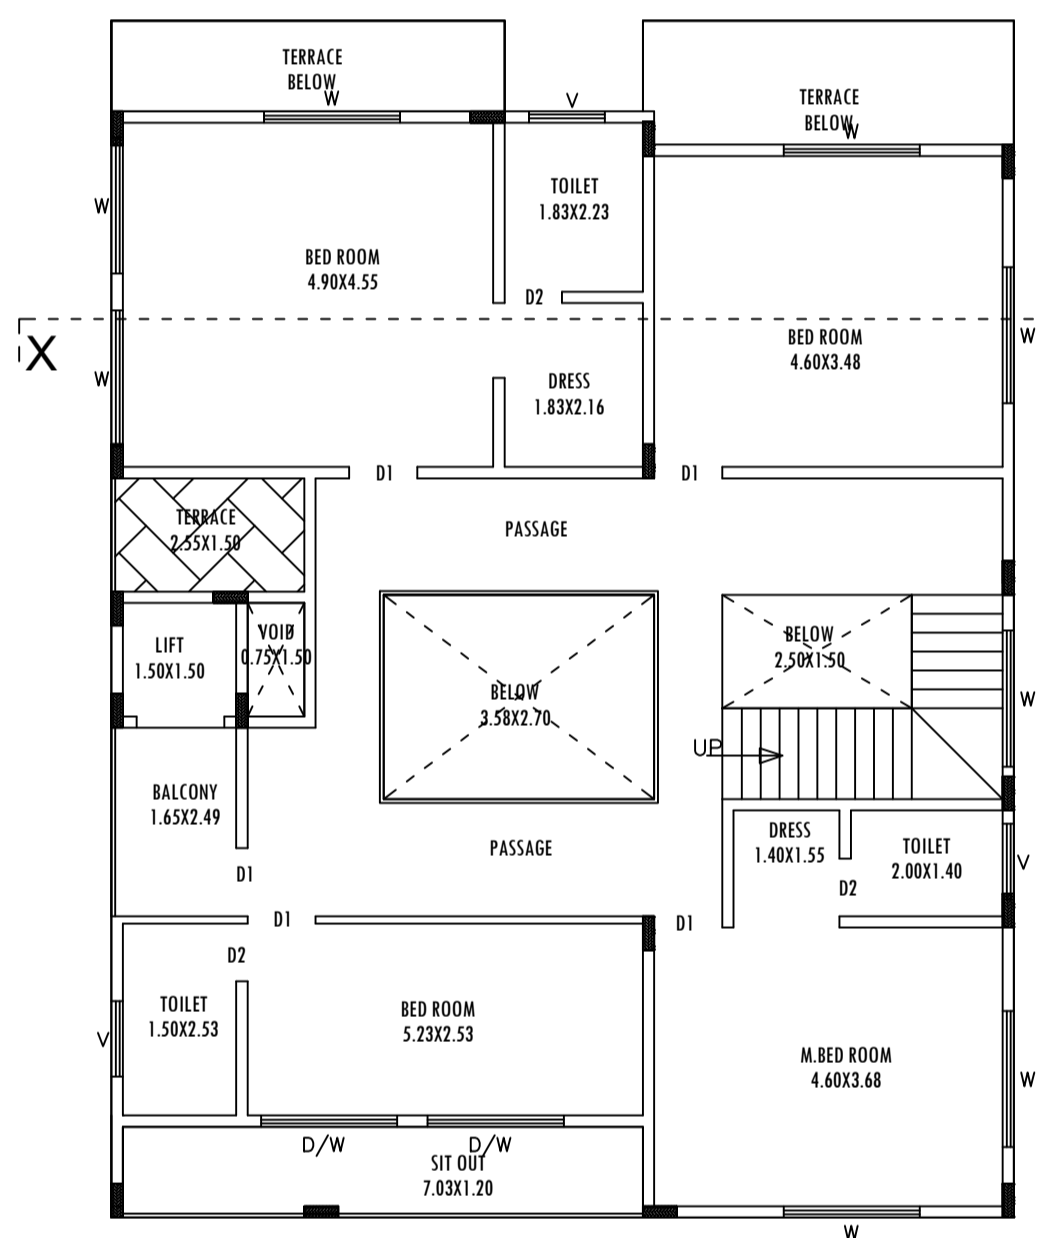 TERRACE
BELOW
W
V
TERRACE
BELOW
W
TOILET
1.83X2.23
W
BED ROOM
4.90X4.55
D2
X
BED ROOM
4.60X3.48
W
W
DRESS
1.83X2.16
D1
D1
TERRACE
2.55X1.50
PASSAGE
LIFT
1.50X1.50
VOID
0.75X1.50
BELOW
2.50X1.50
BELOW
3.58X2.70
W
UP
BALCONY
1.65X2.49
PASSAGE
DRESS
1.40X1.55
TOILET
2.00X1.40
V
D1
D2
D1
D1
D2
TOILET
1.50X2.53
BED ROOM
5.23X2.53
V
M.BED ROOM
4.60X3.68
W
D/W
D/W
SIT OUT
7.03X1.20
W